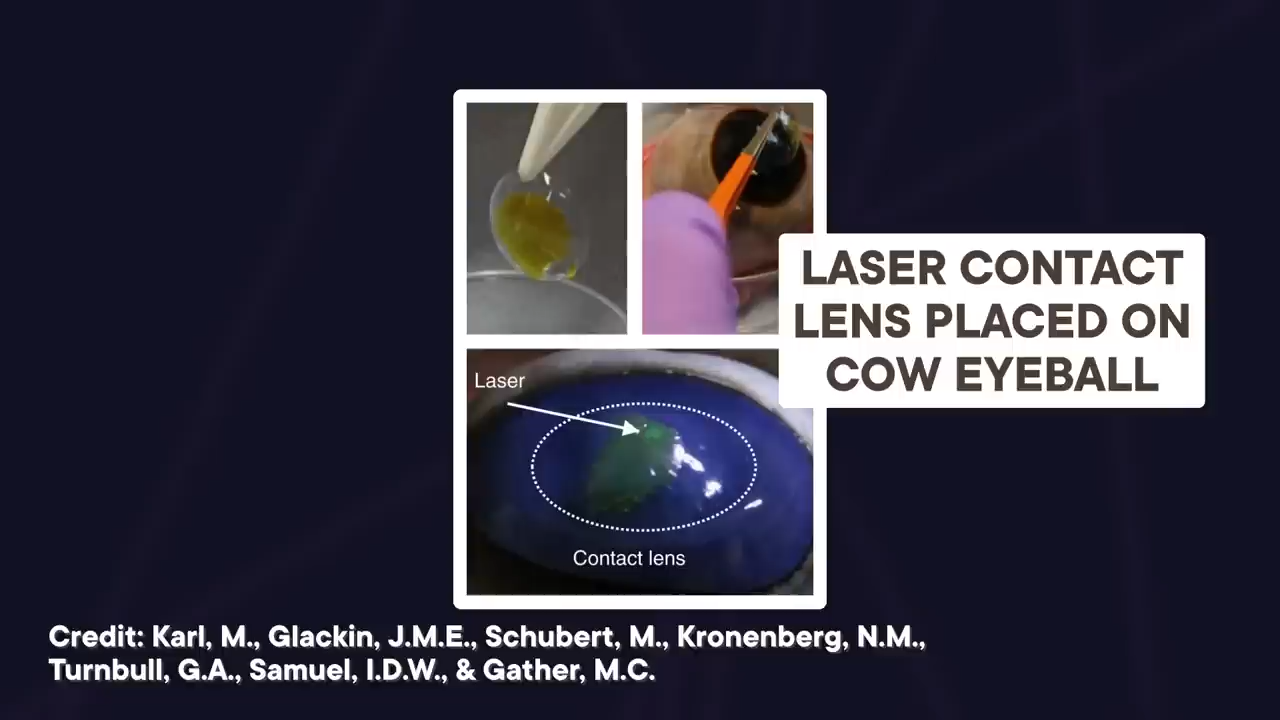 LASER CONTACT
LENS PLACED ON
COW EYEBALL
Laser
Contact lens
Credit: Karl, M., Glackin, J.M.E., Schubert, M., Kronenberg, N.M.,
Turnbull, G.A., Samuel, I.D.W., & Gather, M.C.